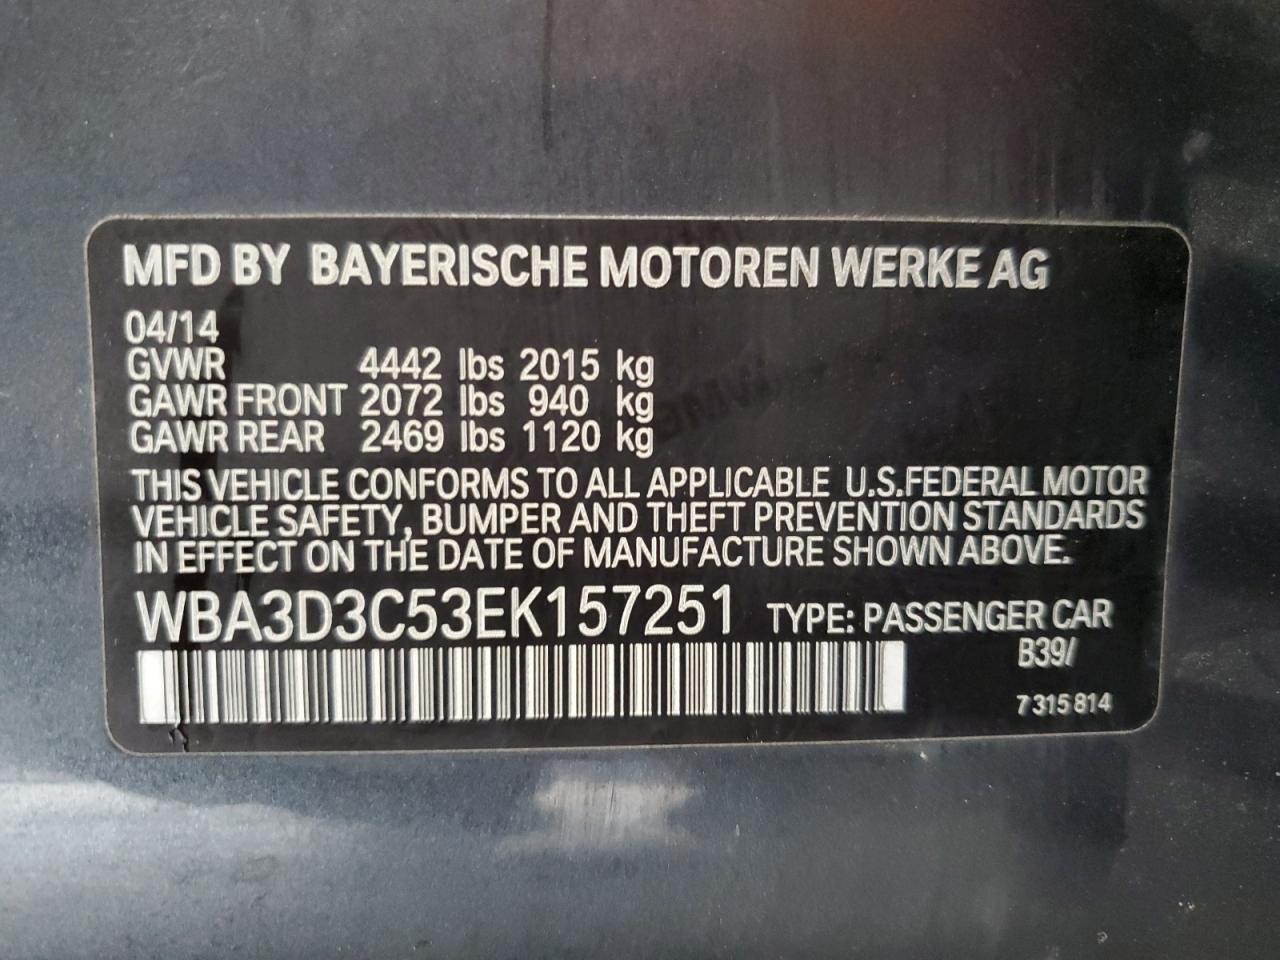 MFD BY BAYERISCHE MOTOREN WERKE AG
04/14
GVWR 4442 lbs 2015 kg
GAWR FRONT 2072 lbs 940 kg
GAWR REAR 2469 lbs 1120 kg
THIS VEHICLE CONFORMS TO ALL APPLICABLE U.S.FEDERAL MOTOR
VEHICLE SAFETY, BUMPER AND THEFT PREVENTION STANDARDS
IN EFFECT ON THE DATE OF MANUFACTURE SHOWN ABOVE.
WBA3D3C53EK157251 TYPE: PASSENGER CAR
B39/
7 315 814